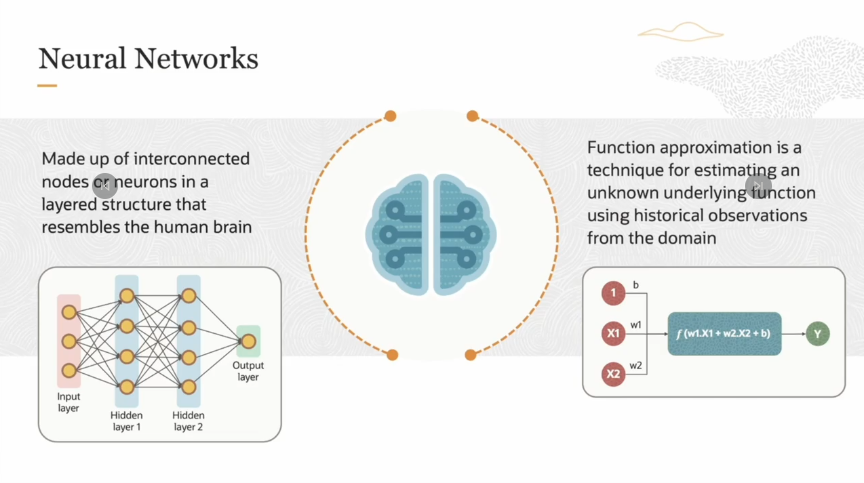 Neural Networks
Made up of interconnected
nodes or neurons in a
layered structure that
resembles the human brain
Input
layer
Hidden
layer 1
Hidden
layer 2
Output
layer
Function approximation is a
technique for estimating an
unknown underlying function
using historical observations
from the domain
1
b
X1
w1
X2
w2
f (w1.X1 + w2.X2 + b)
Y